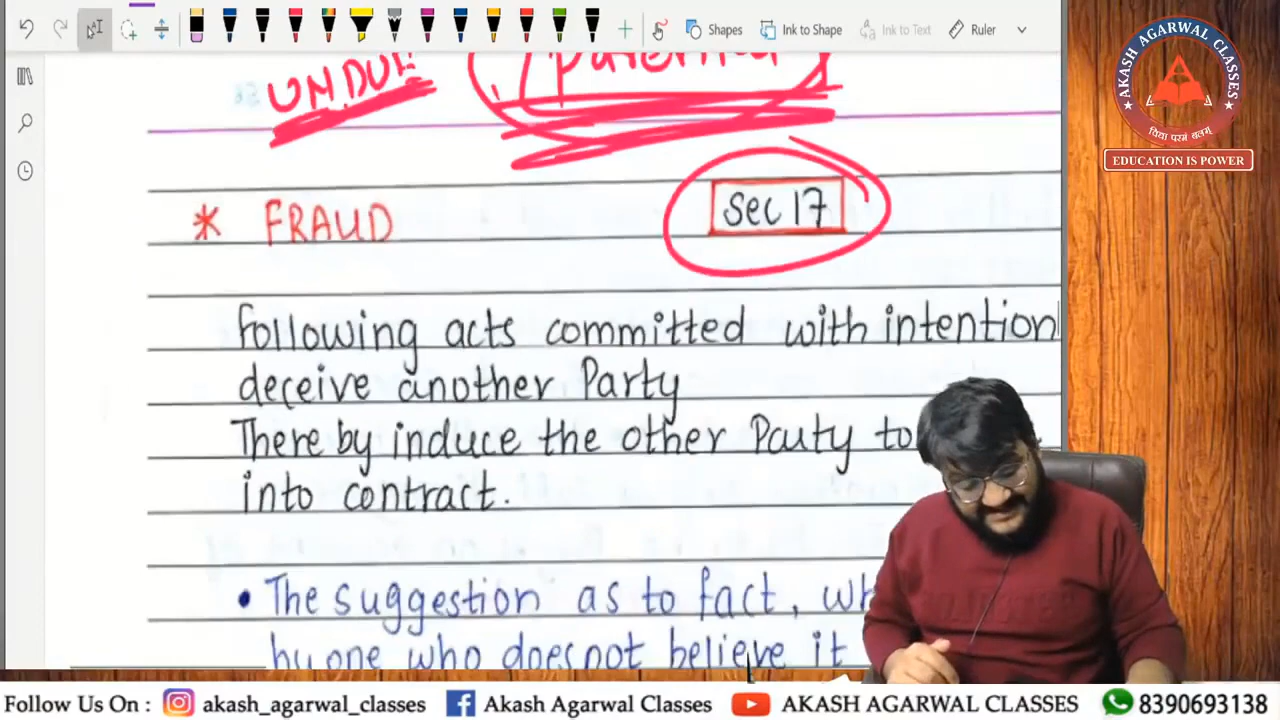 Shapes
Ink to Shape
Ink to Text
Ruler
AKASH AGARWAL CLASSES
विद्या परमं बलम्
EDUCATION IS POWER
UNDUE
* FRAUD
Sec 17
Following acts committed with intention
deceive another Party
There by induce the other Party to
into contract.
• The suggestion as to fact,
by one who does not believe it
Follow Us On :
akash_agarwal_classes
Akash Agarwal Classes
AKASH AGARWAL CLASSES
8390693138